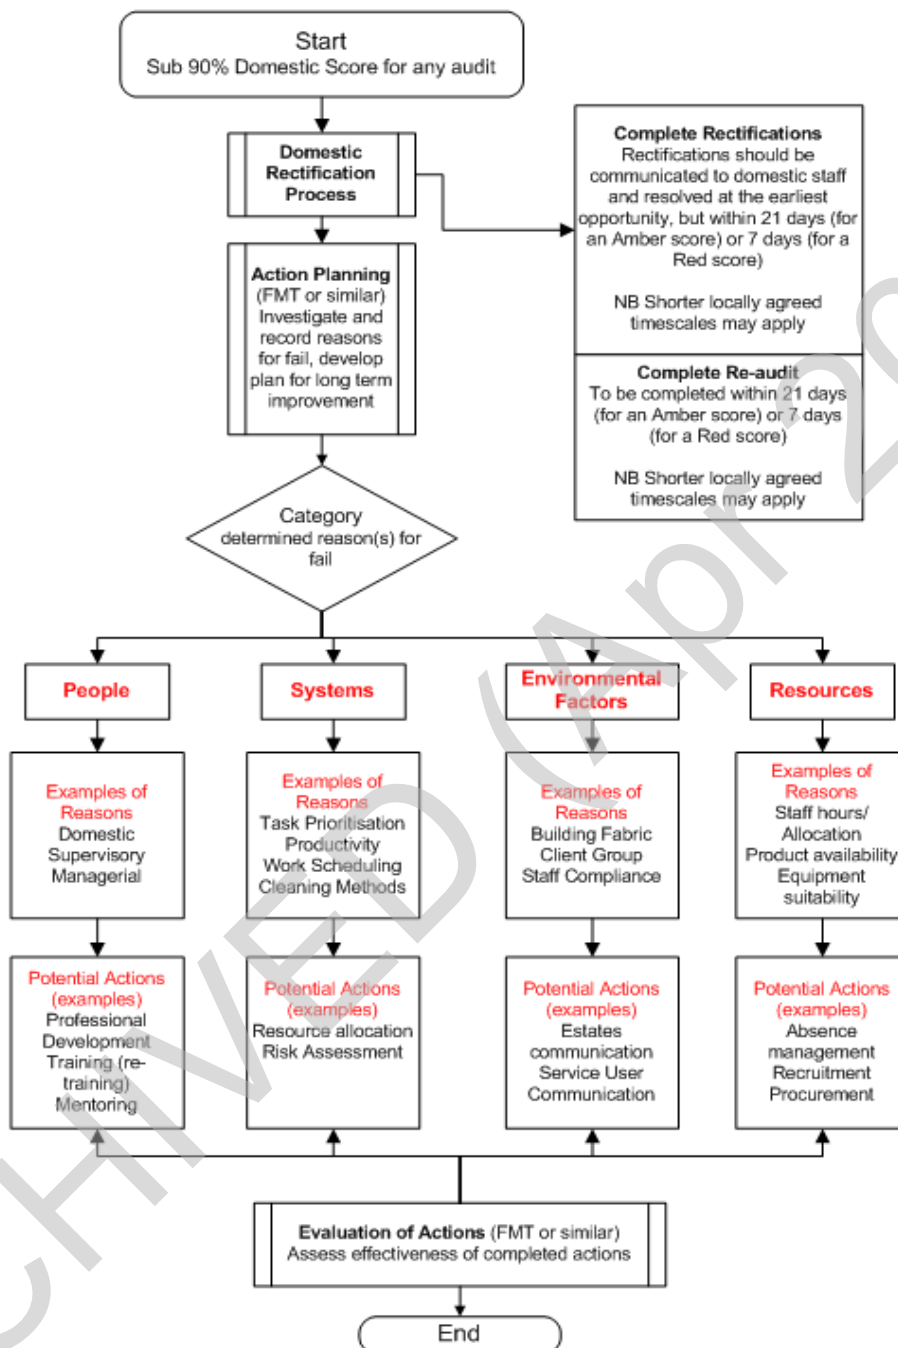 Start
Sub 90% Domestic Score for any audit
Domestic
Rectification
Process
Complete Rectifications
Rectifications should be
communicated to domestic staff
and resolved at the earliest
opportunity, but within 21 days (for
an Amber score) or 7 days (for a
Red score)
NB Shorter locally agreed
timescales may apply
Complete Re-audit
To be completed within 21 days
(for an Amber score) or 7 days
(for a Red score)
NB Shorter locally agreed
timescales may apply
Action Planning
(FMT or similar)
Investigate and
record reasons
for fail, develop
plan for long term
improvement
Category
determined reason(s) for
fail
People
Systems
Environmental
Factors
Resources
Examples of
Reasons
Domestic
Supervisory
Managerial
Examples of
Reasons
Task Prioritisation
Productivity
Work Scheduling
Cleaning Methods
Examples of
Reasons
Building Fabric
Client Group
Staff Compliance
Examples of
Reasons
Staff hours/
Allocation
Product availability
Equipment
suitability
Potential Actions
(examples)
Professional
Development
Training (re-
training)
Mentoring
Potential Actions
(examples)
Resource allocation
Risk Assessment
Potential Actions
(examples)
Estates
communication
Service User
Communication
Potential Actions
(examples)
Absence
management
Recruitment
Procurement
Evaluation of Actions (FMT or similar)
Assess effectiveness of completed actions
End
CHIVED (Apr 20